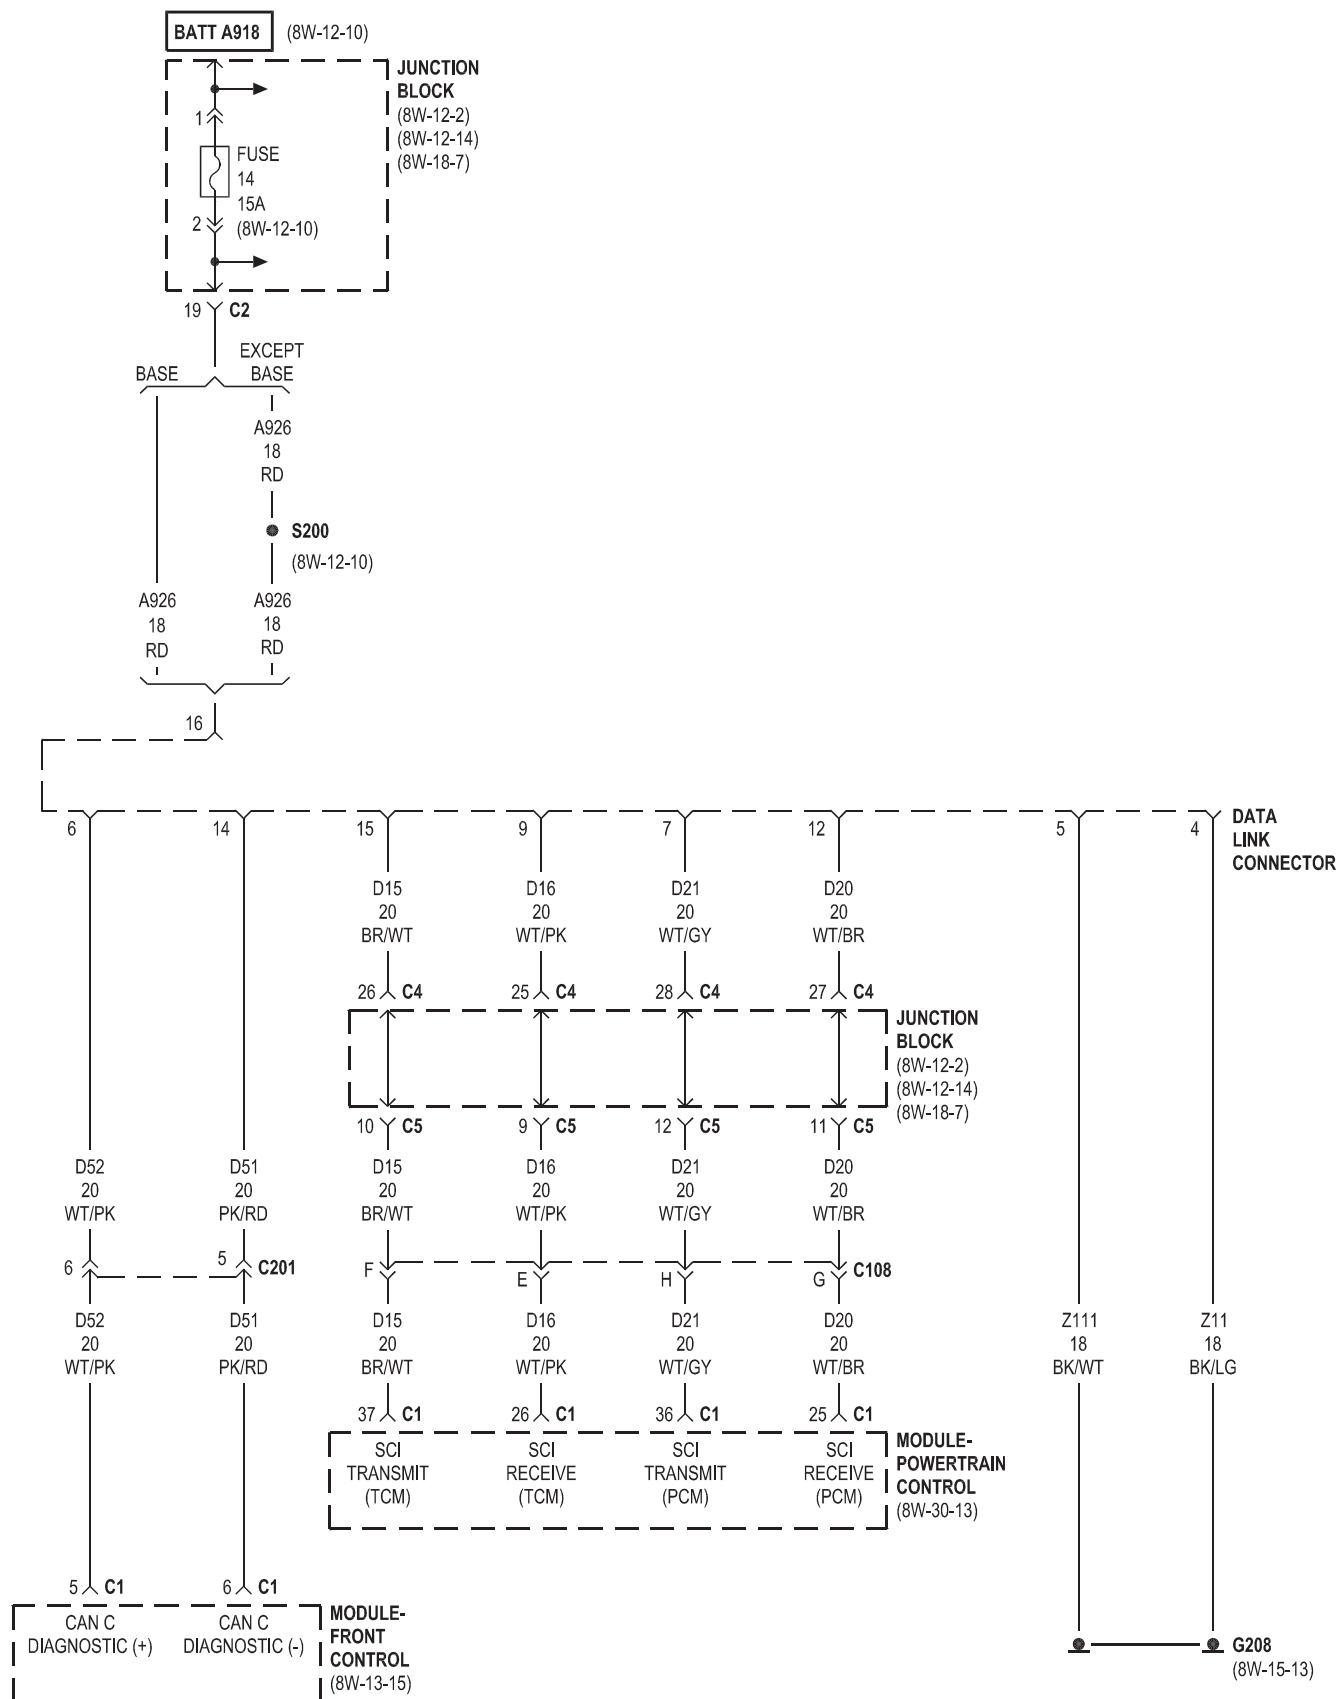 BATT A918 (8W-12-10)
JUNCTION
BLOCK
(8W-12-2)
(8W-12-14)
(8W-18-7)
1
FUSE
14
15A
2 (8W-12-10)
19 C2
EXCEPT
BASE BASE
A926
18
RD
S200
(8W-12-10)
A926 A926
18 18
RD RD
16
6 14 15 9 7 12 5 4
DATA
LINK
CONNECTOR
D15 D16 D21 D20
20 20 20 20
BR/WT WT/PK WT/GY WT/BR
26 C4 25 C4 28 C4 27 C4
JUNCTION
BLOCK
(8W-12-2)
(8W-12-14)
(8W-18-7)
10 C5 9 C5 12 C5 11 C5
D52 D51 D15 D16 D21 D20
20 20 20 20 20 20
WT/PK PK/RD BR/WT WT/PK WT/GY WT/BR
6 5 C201 F E H G C108
D52 D51 D15 D16 D21 D20 Z111 Z11
20 20 20 20 20 20 18 18
WT/PK PK/RD BR/WT WT/PK WT/GY WT/BR BK/WT BK/LG
37 C1 26 C1 36 C1 25 C1
SCI SCI SCI SCI
TRANSMIT RECEIVE TRANSMIT RECEIVE
(TCM) (TCM) (PCM) (PCM)
MODULE-
POWERTRAIN
CONTROL
(8W-30-13)
5 C1 6 C1
CAN C CAN C
DIAGNOSTIC (+) DIAGNOSTIC (-)
MODULE-
FRONT
CONTROL
(8W-13-15)
G208
(8W-15-13)